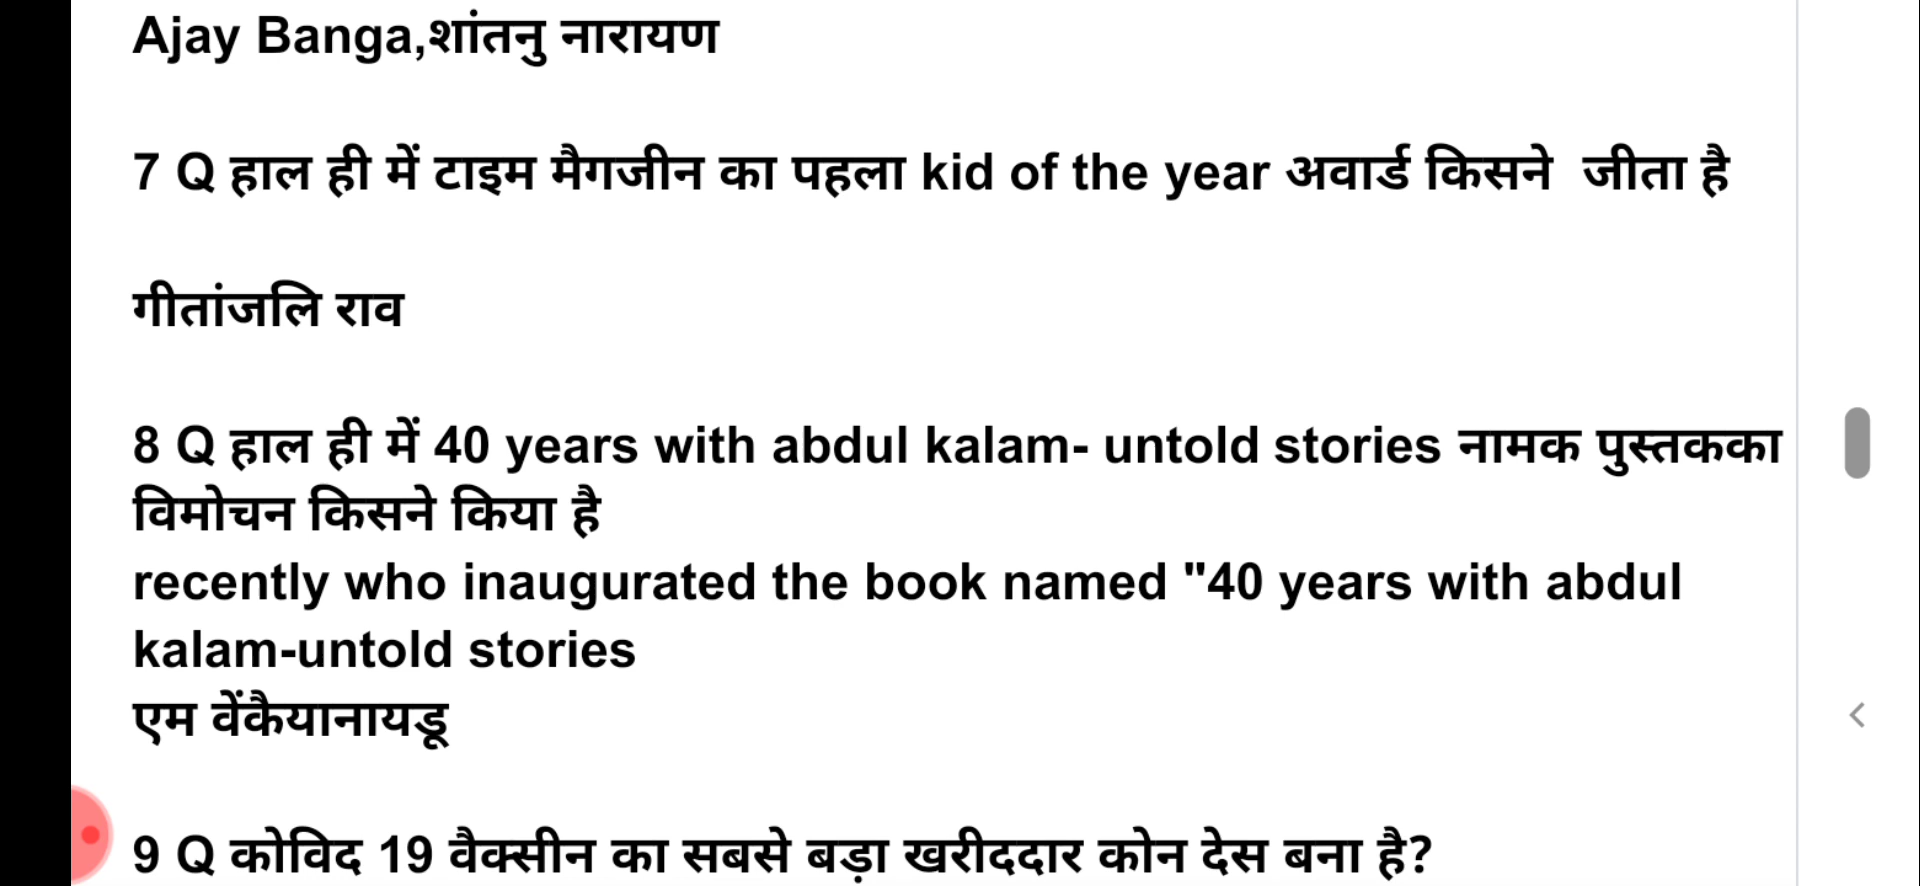 Ajay Banga,शांतनु नारायण
7 Q हाल ही में टाइम मैगजीन का पहला kid of the year अवार्ड किसने जीता है
गीतांजलि राव
8 Q हाल ही में 40 years with abdul kalam- untold stories नामक पुस्तकका
विमोचन किसने किया है
recently who inaugurated the book named "40 years with abdul
kalam-untold stories
एम वेंकैयानायडू
9 Q कोविद 19 वैक्सीन का सबसे बड़ा खरीददार कोन देस बना है?